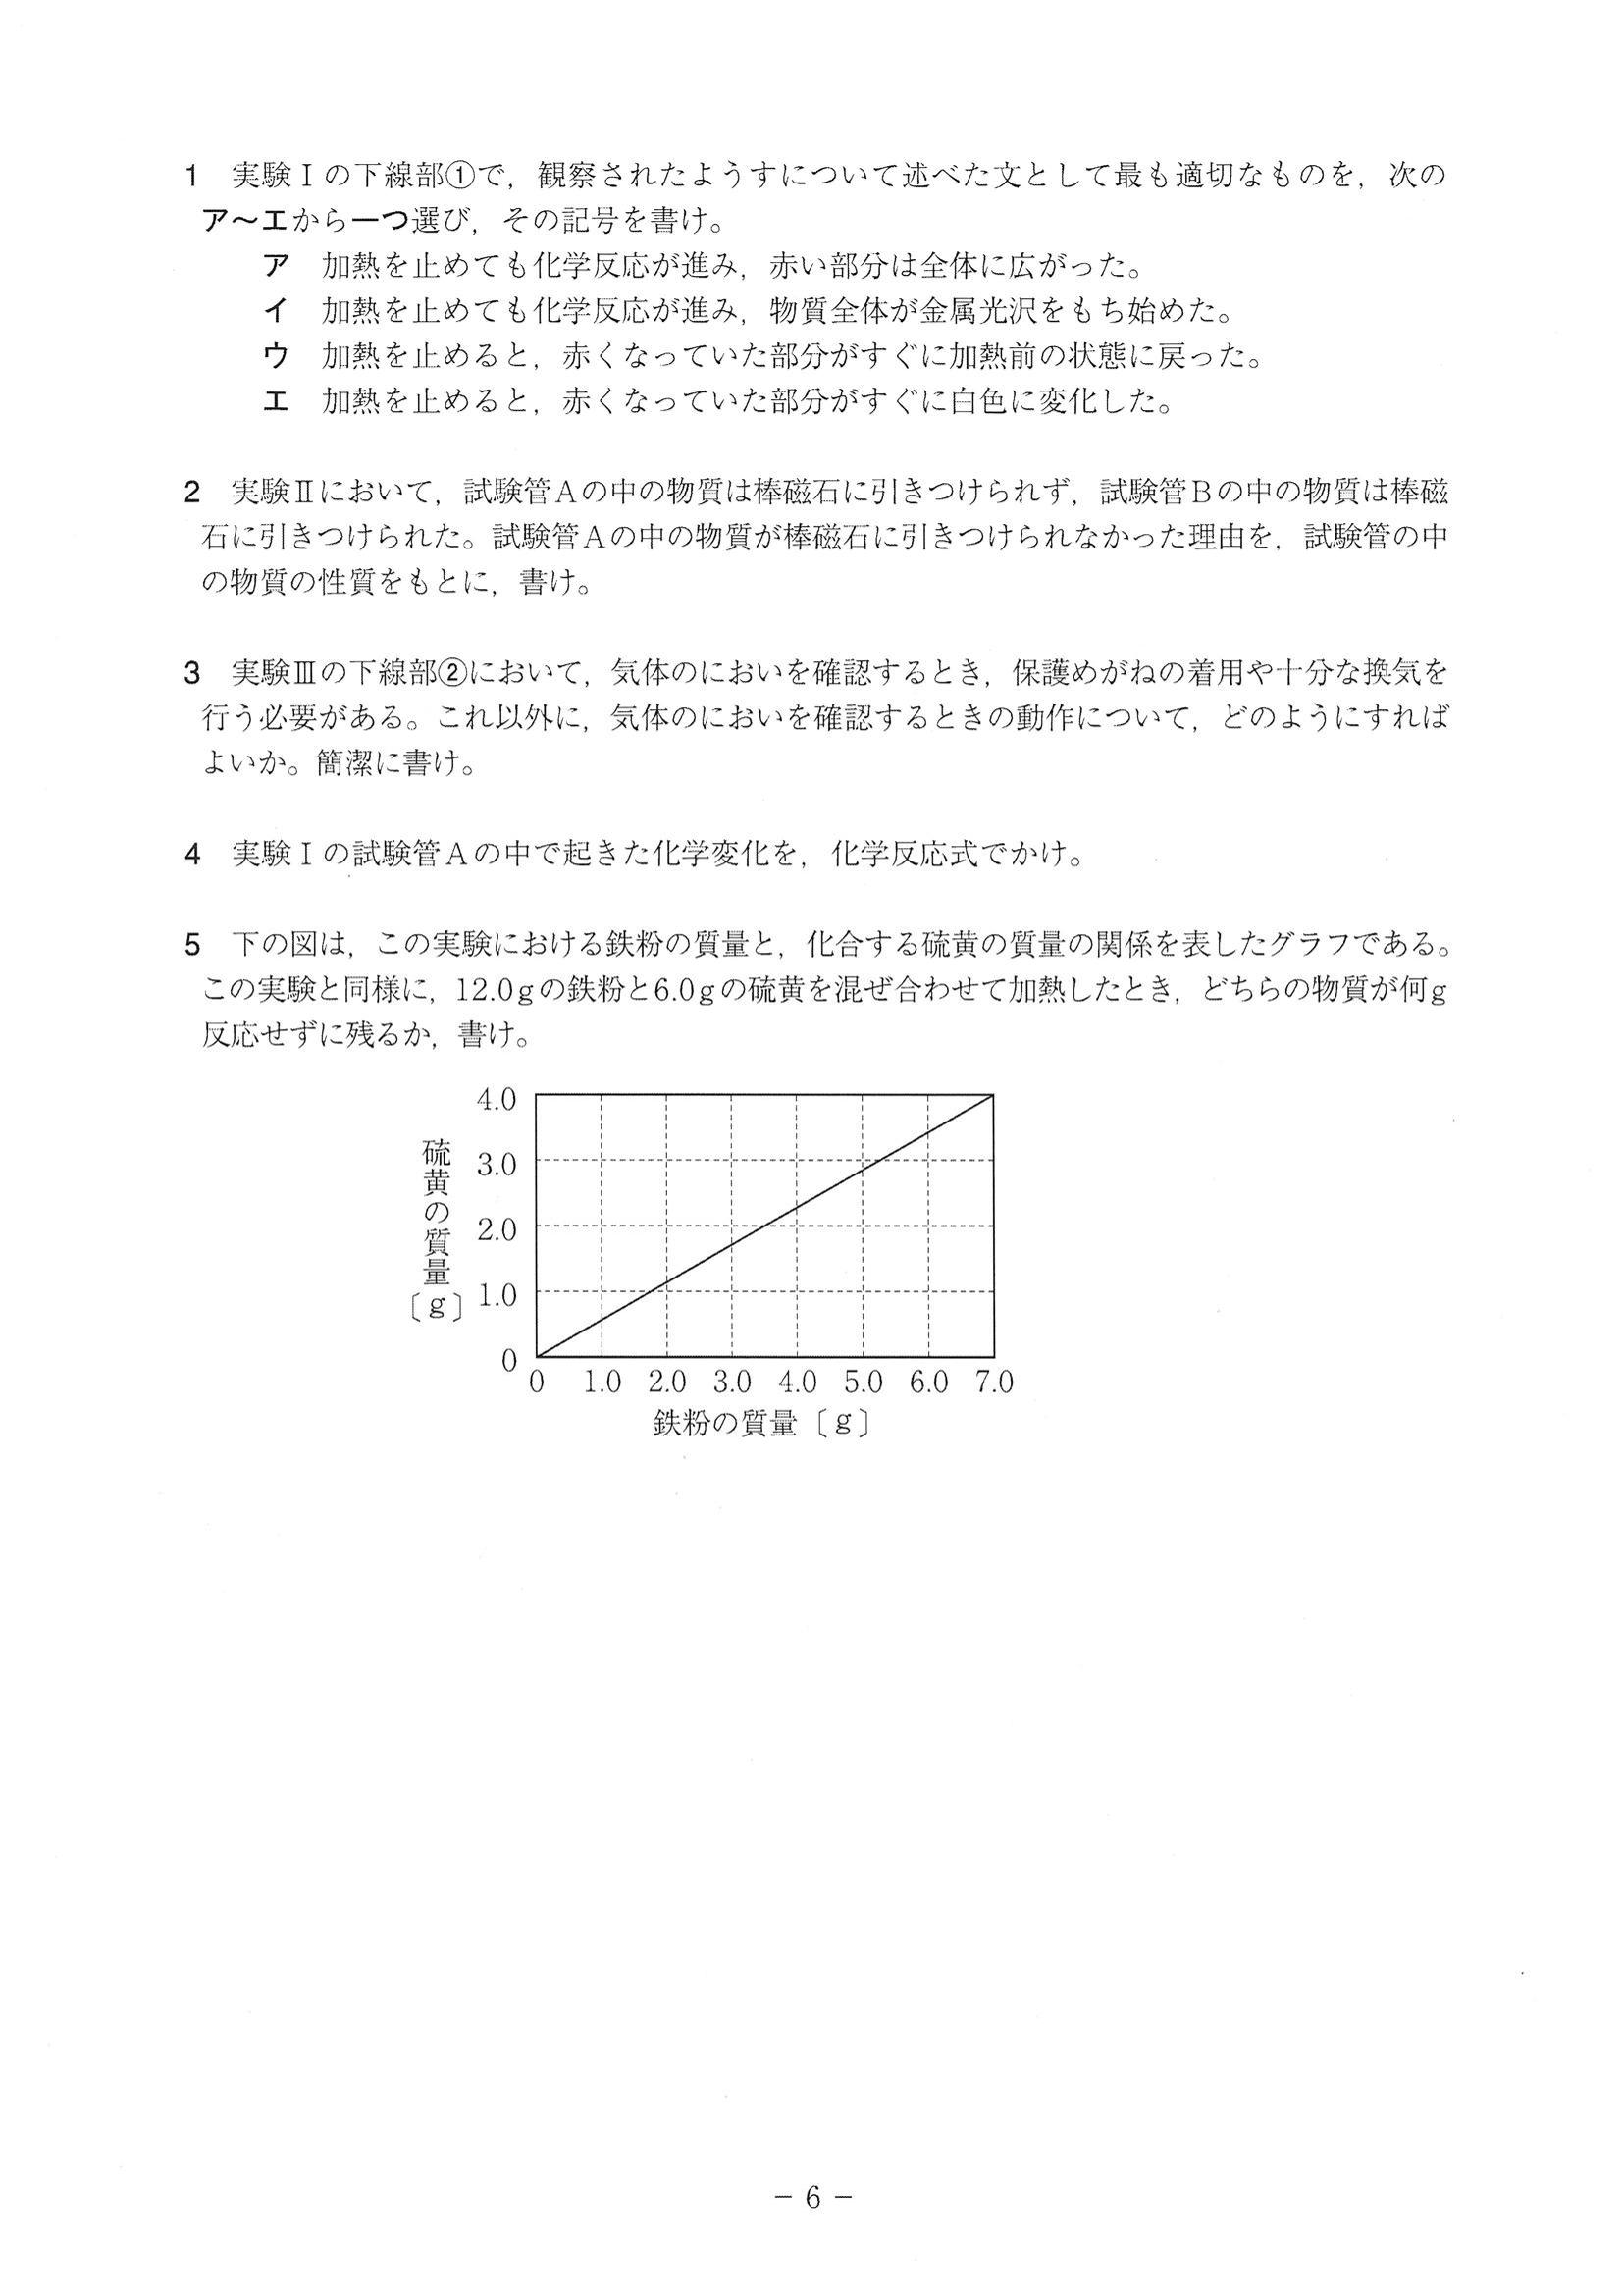 1 実験Ⅰの下線部①で，観察されたようすについて述べた文として最も適切なものを，次の
ア～エから一つ選び，その記号を書け。
ア 加熱を止めても化学反応が進み，赤い部分は全体に広がった。
イ 加熱を止めても化学反応が進み，物質全体が金属光沢をもち始めた。
ウ 加熱を止めると，赤くなっていた部分がすぐに加熱前の状態に戻った。
エ 加熱を止めると，赤くなっていた部分がすぐに白色に変化した。
2 実験Ⅱにおいて，試験管Ａの中の物質は棒磁石に引きつけられず，試験管Ｂの中の物質は棒磁
石に引きつけられた。試験管Ａの中の物質が棒磁石に引きつけられなかった理由を，試験管の中
の物質の性質をもとに，書け。
3 実験Ⅲの下線部②において，気体のにおいを確認するとき，保護めがねの着用や十分な換気を
行う必要がある。これ以外に，気体のにおいを確認するときの動作について，どのようにすれば
よいか。簡潔に書け。
4 実験Ⅰの試験管Ａの中で起きた化学変化を，化学反応式でかけ。
5 下の図は，この実験における鉄粉の質量と，化合する硫黄の質量の関係を表したグラフである。
この実験と同様に，12.0gの鉄粉と6.0gの硫黄を混ぜ合わせて加熱したとき，どちらの物質が何g
反応せずに残るか，書け。
硫黄の質量〔g〕
4.0
3.0
2.0
1.0
0
0 1.0 2.0 3.0 4.0 5.0 6.0 7.0
鉄粉の質量〔g〕
− 6 −